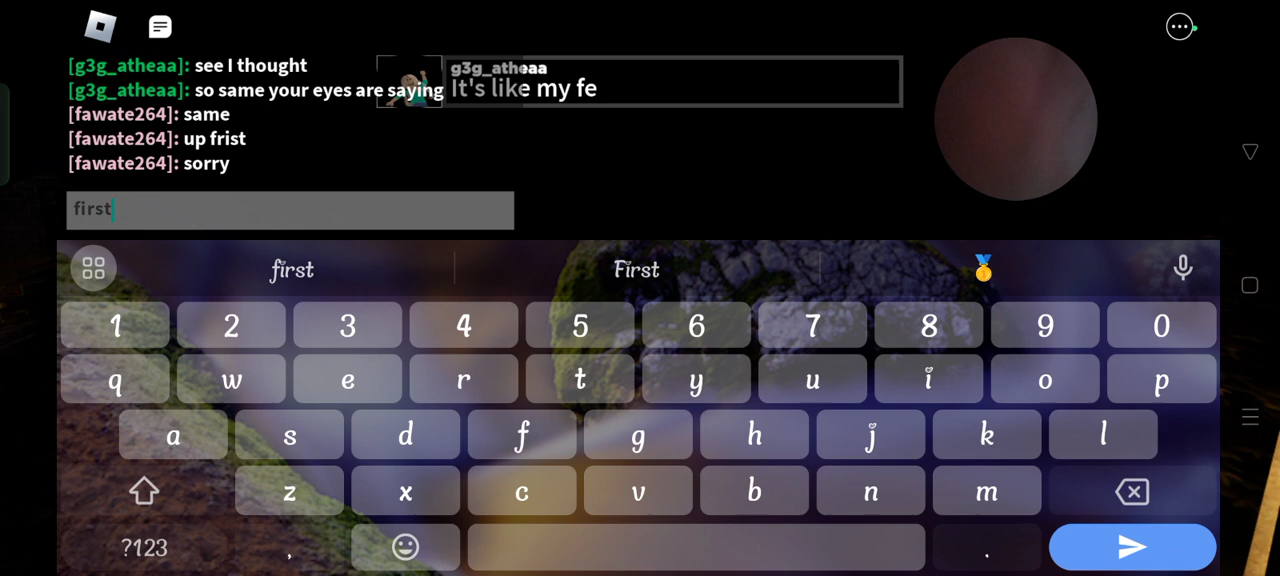 [g3g_atheaa]: see I thought
[g3g_atheaa]: so same your eyes are saying
[fawate264]: same
[fawate264]: up frist
[fawate264]: sorry
g3g_atheaa
It's like my fe
first
first First
1 2 3 4 5 6 7 8 9 0
q w e r t y u i o p
a s d f g h j k l
z x c v b n m
?123 , .